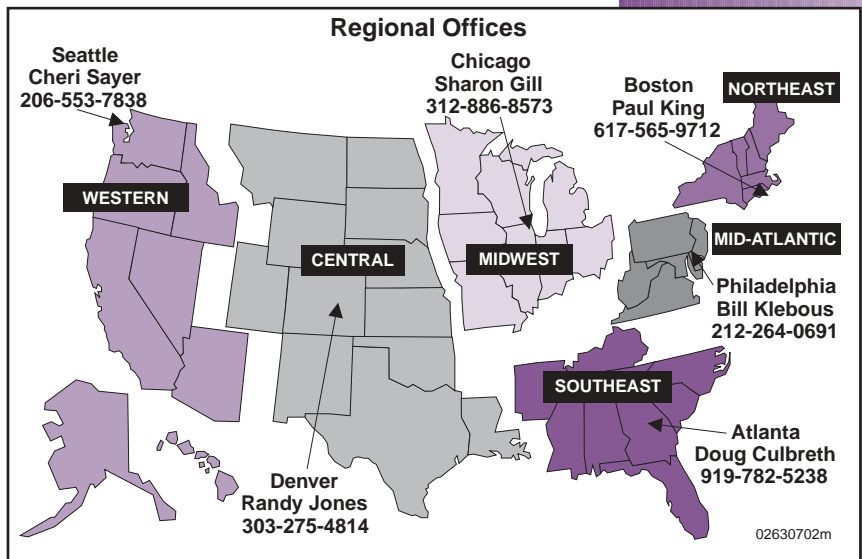 Regional Offices
Seattle
Cheri Sayer
206-553-7838
Chicago
Sharon Gill
312-886-8573
Boston
Paul King
617-565-9712
NORTHEAST
WESTERN
CENTRAL
MIDWEST
MID-ATLANTIC
Philadelphia
Bill Klebous
212-264-0691
SOUTHEAST
Atlanta
Doug Culbreth
919-782-5238
Denver
Randy Jones
303-275-4814
02630702m